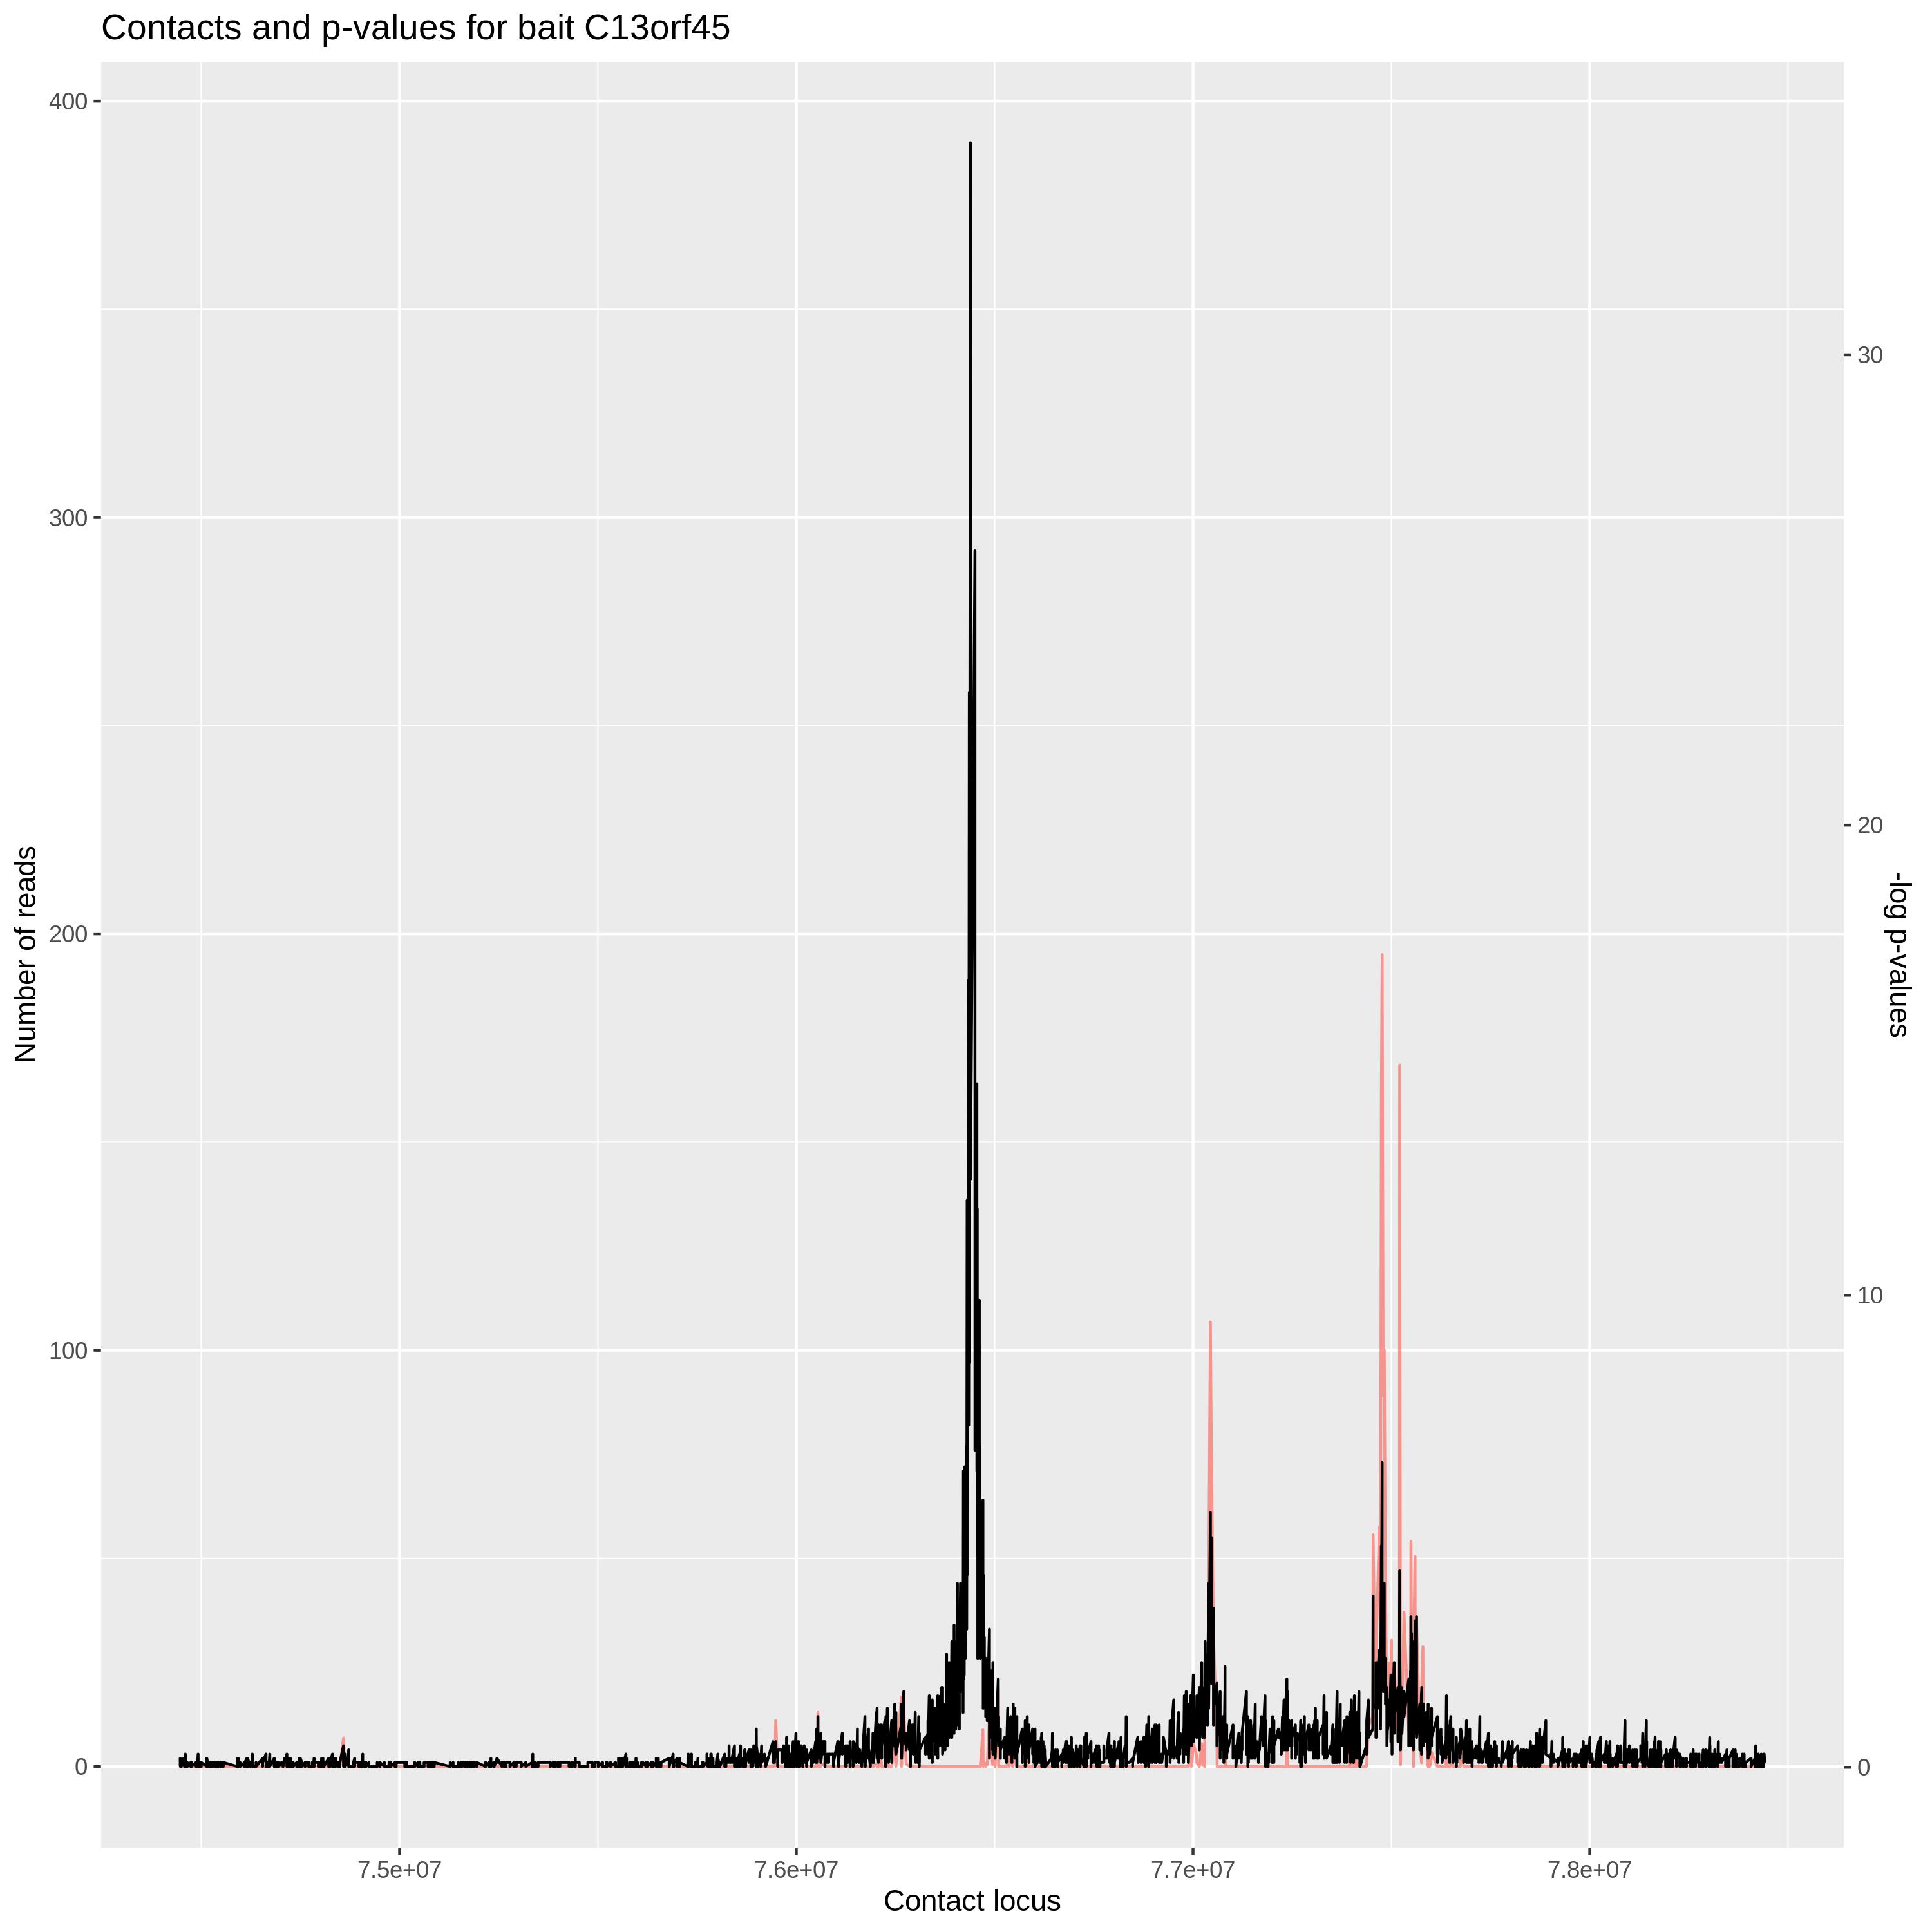 Contacts and p-values for bait C13orf45
400
300
200
100
0
Number of reads
30
20
10
0
-log p-values
7.5e+07 7.6e+07 7.7e+07 7.8e+07
Contact locus